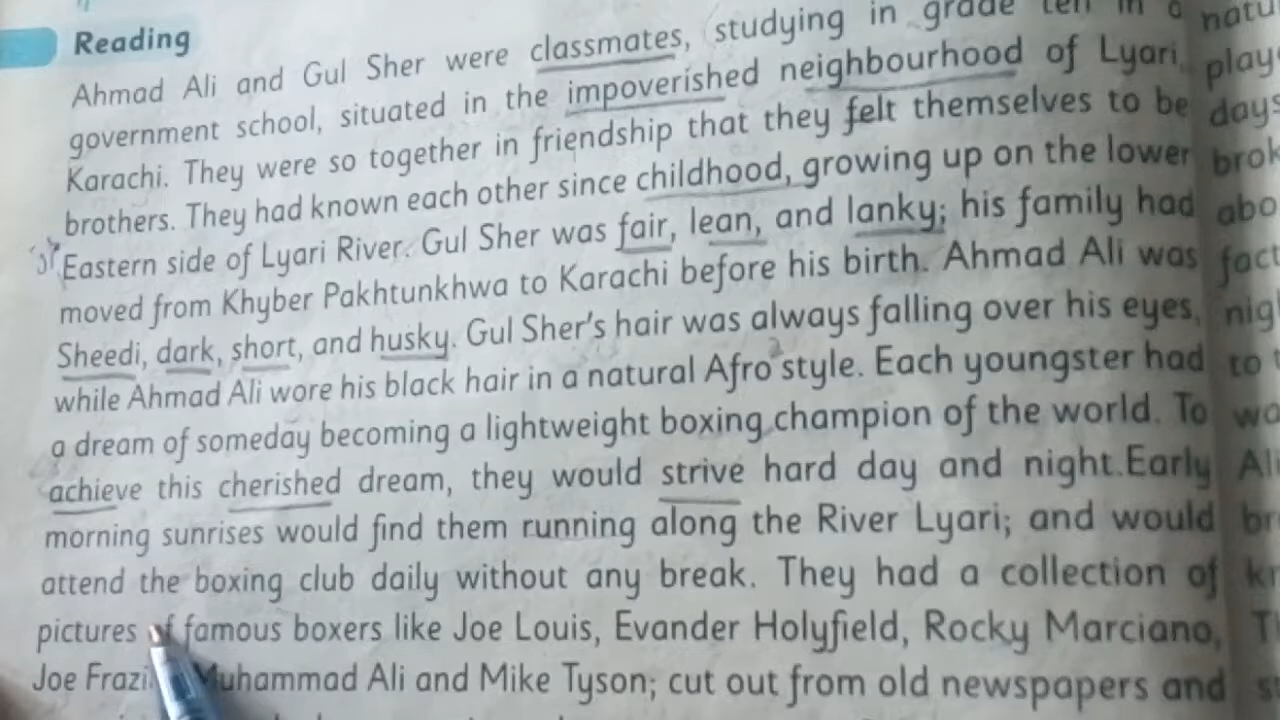 Reading
Ahmad Ali and Gul Sher were classmates, studying in grade ten in a
government school, situated in the impoverished neighbourhood of Lyari
Karachi. They were so together in friendship that they felt themselves to be
brothers. They had known each other since childhood, growing up on the lower
Eastern side of Lyari River. Gul Sher was fair, lean, and lanky; his family had
moved from Khyber Pakhtunkhwa to Karachi before his birth. Ahmad Ali was
Sheedi, dark, short, and husky. Gul Sher's hair was always falling over his eyes,
while Ahmad Ali wore his black hair in a natural Afro style. Each youngster had
a dream of someday becoming a lightweight boxing champion of the world. To
achieve this cherished dream, they would strive hard day and night.Early
morning sunrises would find them running along the River Lyari; and would
attend the boxing club daily without any break. They had a collection of
pictures of famous boxers like Joe Louis, Evander Holyfield, Rocky Marciano,
Joe Muhammad Ali and Mike Tyson; cut out from old newspapers and